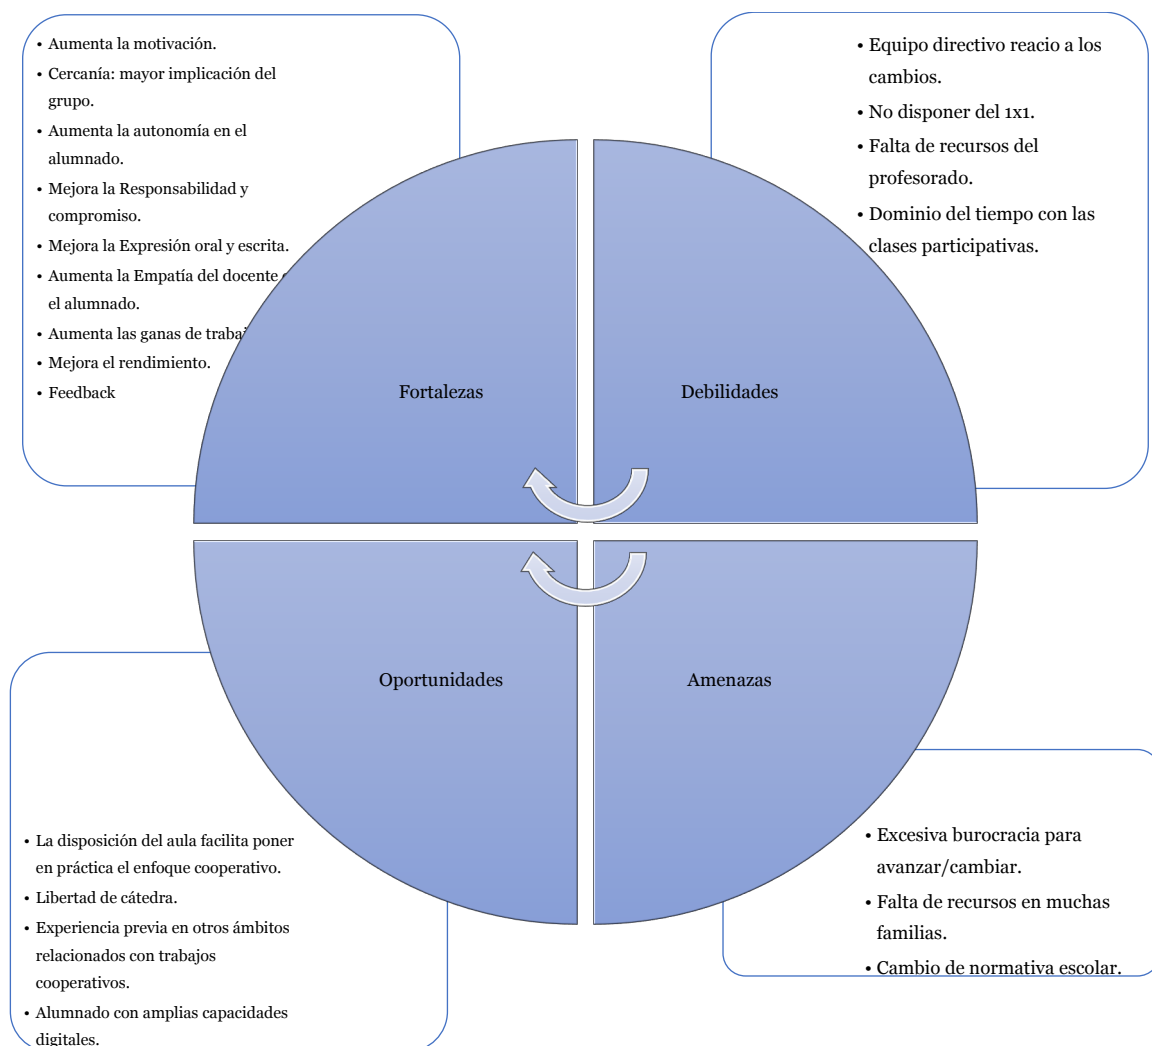 • Aumenta la motivación.
• Cercanía: mayor implicación del
grupo.
• Aumenta la autonomía en el
alumnado.
• Mejora la Responsabilidad y
compromiso.
• Mejora la Expresión oral y escrita.
• Aumenta la Empatía del docente
el alumnado.
• Aumenta las ganas de
• Mejora el rendimiento.
• Feedback
• Equipo directivo reacio a los
cambios.
• No disponer del 1x1.
• Falta de recursos del
profesorado.
• Dominio del tiempo con las
clases participativas.
Fortalezas
Debilidades
Oportunidades
Amenazas
• La disposición del aula facilita poner
en práctica el enfoque cooperativo.
• Libertad de cátedra.
• Experiencia previa en otros ámbitos
relacionados con trabajos
cooperativos.
• Alumnado con amplias capacidades
digitales.
• Excesiva burocracia para
avanzar/cambiar.
• Falta de recursos en muchas
familias.
• Cambio de normativa escolar.